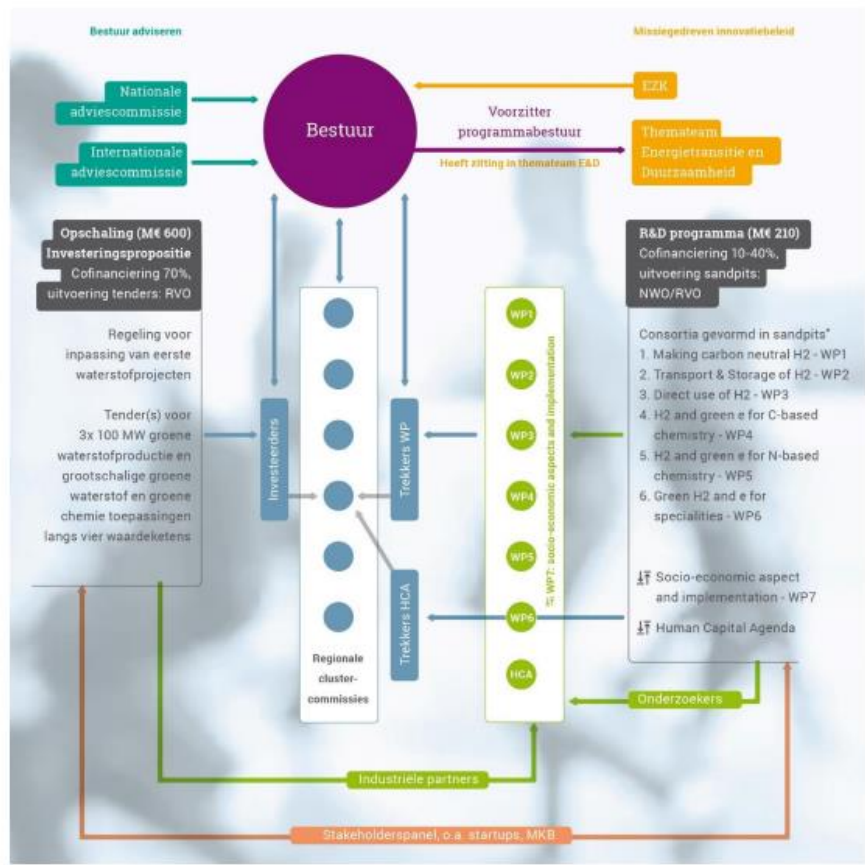 Bestuur adviseren
Missiegedreven innovatiebeleid
Nationale
adviescommissie
Internationale
adviescommissie
Bestuur
Voorzitter
programmabestuur
Heeft zitting in themateam E&D
EZK
Themateam
Energietransitie en
Duurzaamheid
Opschaling (M€ 600)
Investeringspropositie
Cofinanciering 70%,
uitvoering tenders: RVO
Regeling voor
inpassing van eerste
waterstofprojecten
Tender(s) voor
3x 100 MW groene
waterstofproductie en
grootschalige groene
waterstof en groene
chemie toepassingen
langs vier waardeketens
Investeerders
Regionale
cluster-
commissies
Trekkers WP
Trekkers HCA
WP1
WP2
WP3
WP4
WP5
WP6
HCA
WP7: socio-economic aspects and implementation
R&D programma (M€ 210)
Cofinanciering 10-40%,
uitvoering sandpits:
NWO/RVO
Consortia gevormd in sandpits*
1. Making carbon neutral H2 - WP1
2. Transport & Storage of H2 - WP2
3. Direct use of H2 - WP3
4. H2 and green e for C-based
chemistry - WP4
5. H2 and green e for N-based
chemistry - WP5
6. Green H2 and e for
specialities - WP6
Socio-economic aspect
and implementation - WP7
Human Capital Agenda
Onderzoekers
Industriële partners
Stakeholderspanel, o.a. startups, MKB